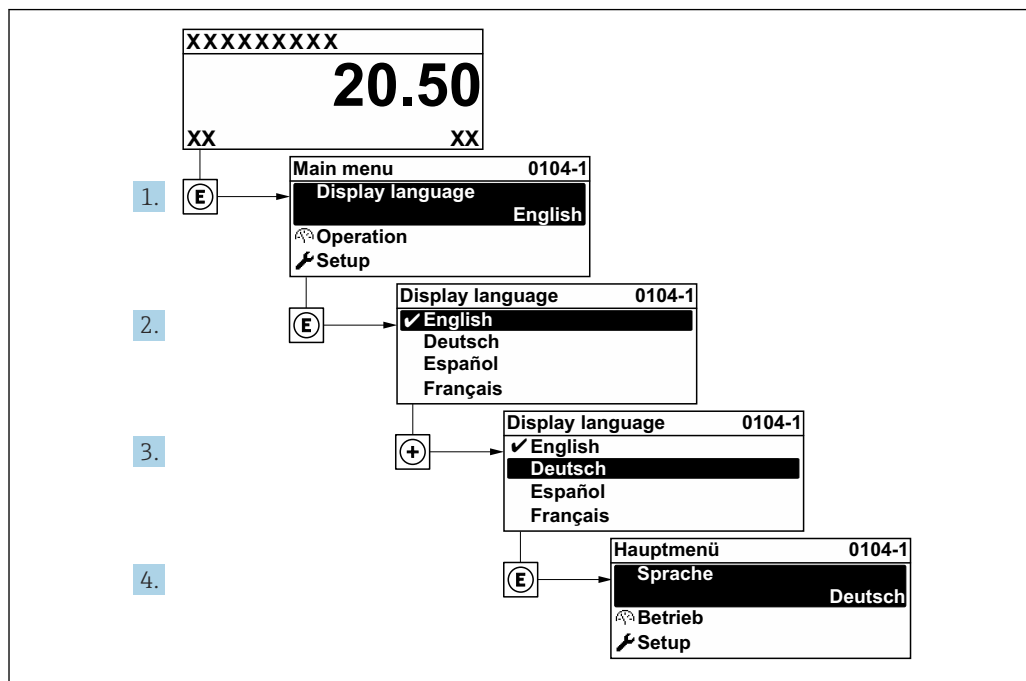 XXXXXXXXX
20.50
XX XX
1.
E
Main menu 0104-1
Display language
English
Operation
Setup
2.
E
Display language 0104-1
✔ English
Deutsch
Español
Français
3.
+
Display language 0104-1
✔ English
Deutsch
Español
Français
4.
E
Hauptmenü 0104-1
Sprache
Deutsch
Betrieb
Setup